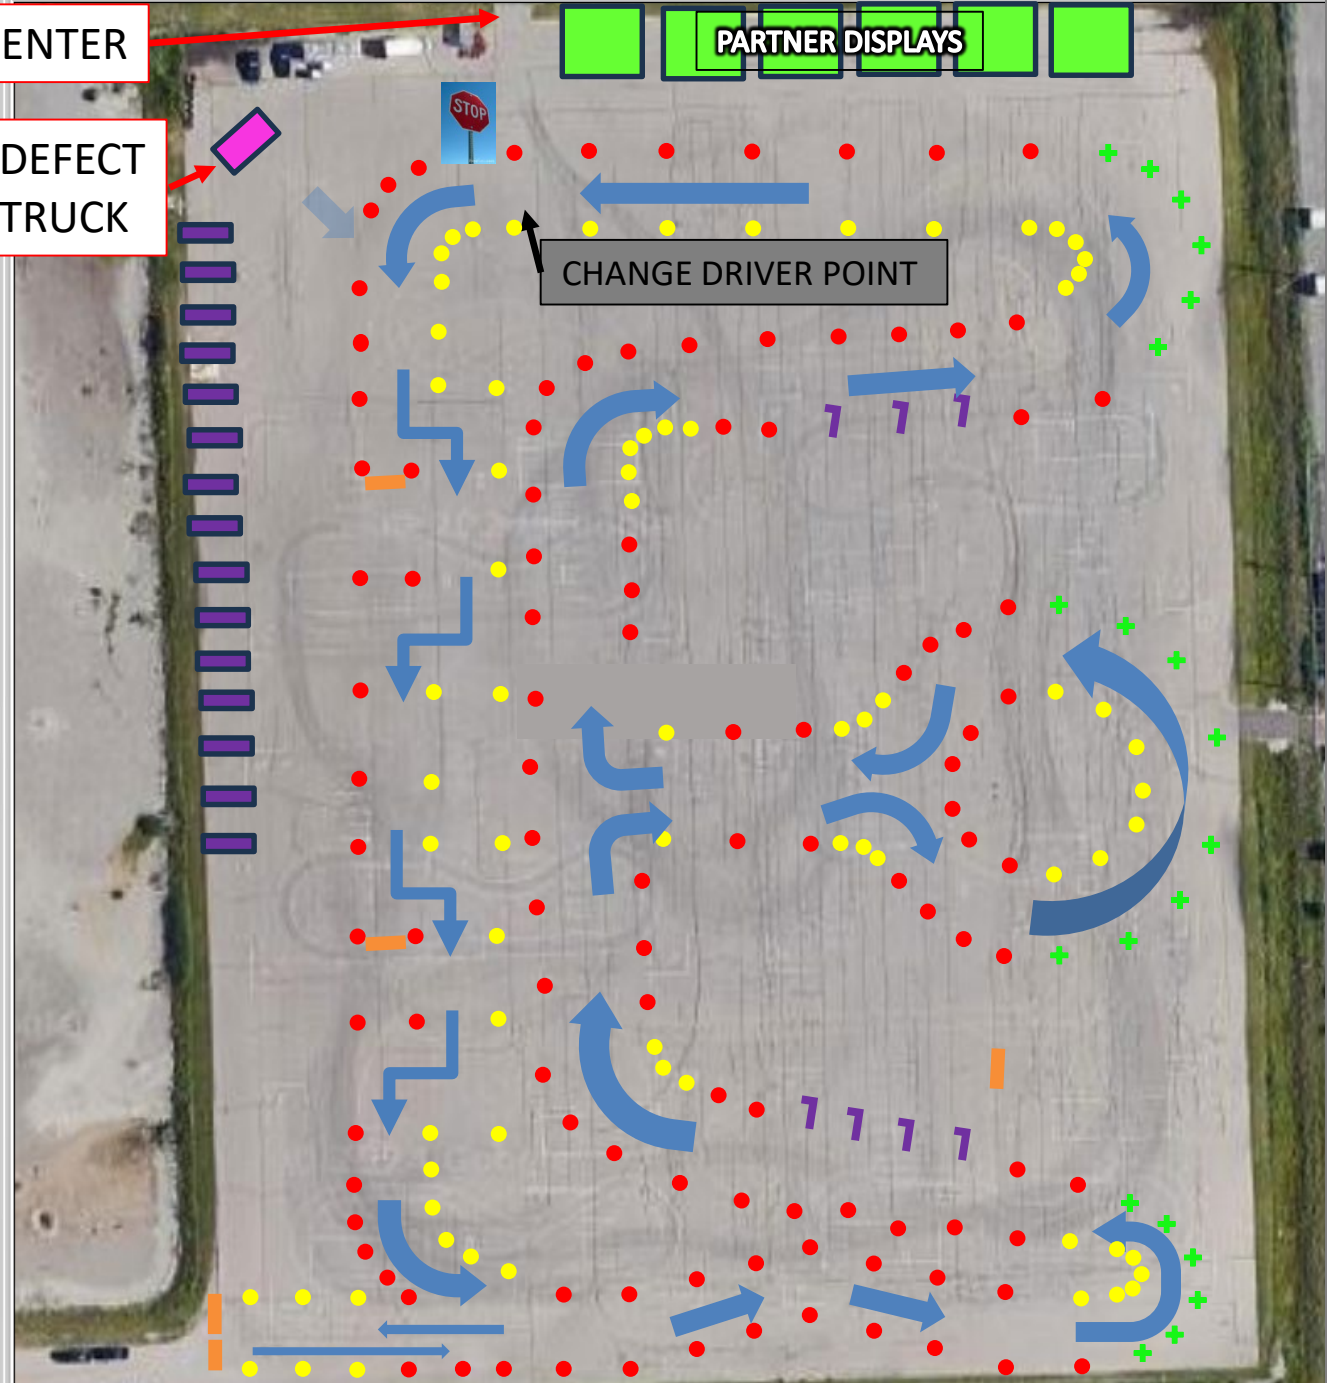 ENTER
PARTNER DISPLAYS
STOP
DEFECT
TRUCK
CHANGE DRIVER POINT